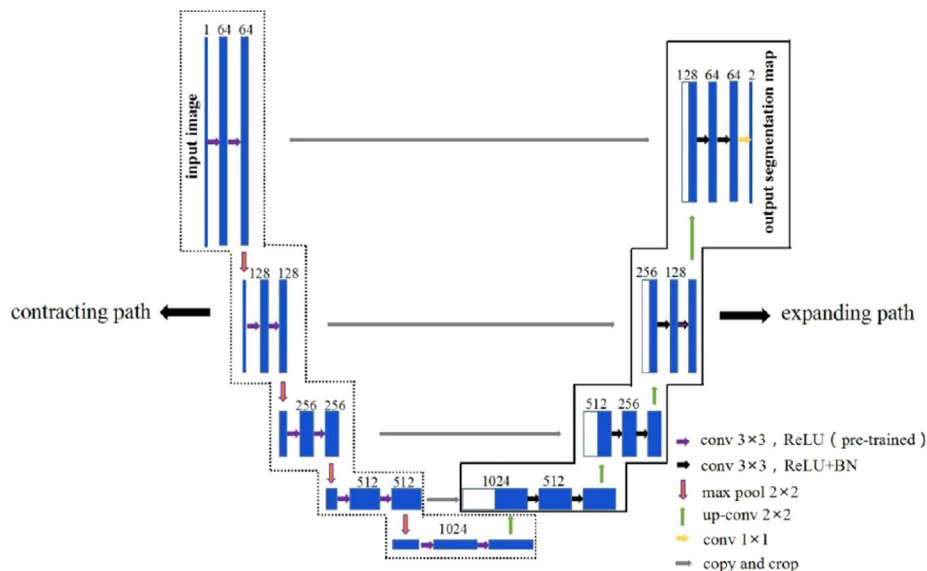 1 64 64
128 64 64 2
input image
output segmentation map
128 128
256 128
contracting path
expanding path
256 256
512 256
512 512
1024 512
1024
conv 3×3 , ReLU ( pre-trained )
conv 3×3 , ReLU+BN
max pool 2×2
up-conv 2×2
conv 1×1
copy and crop